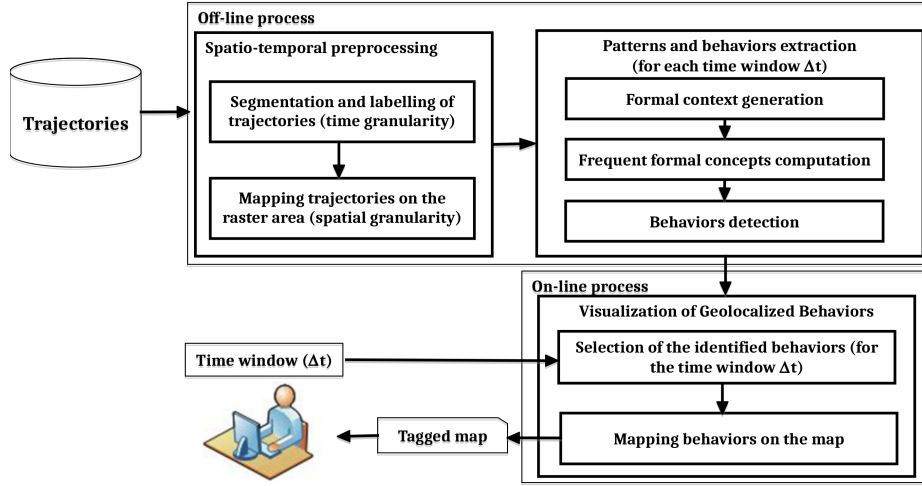 Off-line process
Spatio-temporal preprocessing
Trajectories
Segmentation and labelling of
trajectories (time granularity)
Mapping trajectories on the
raster area (spatial granularity)
Patterns and behaviors extraction
(for each time window Δt)
Formal context generation
Frequent formal concepts computation
Behaviors detection
On-line process
Visualization of Geolocalized Behaviors
Time window (Δt)
Selection of the identified behaviors (for
the time window Δt)
Mapping behaviors on the map
Tagged map